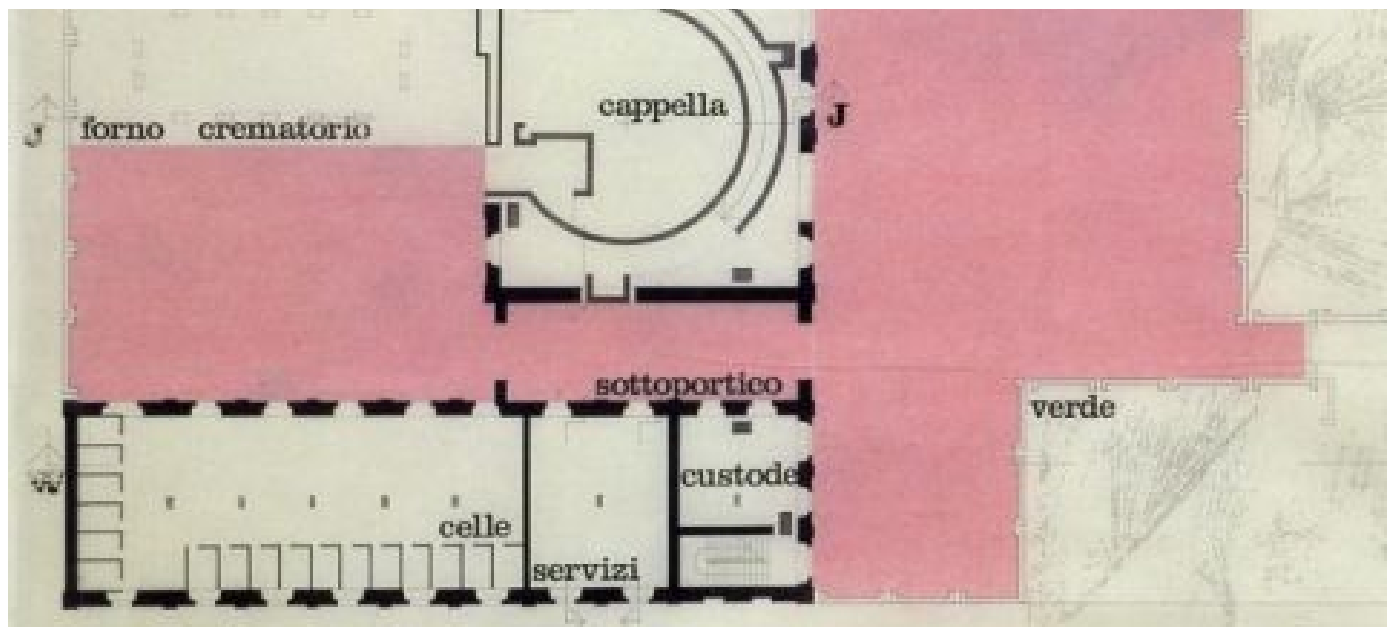 cappella
J
J
forno crematorio
sottoportico
verde
custode
W
celle
servizi